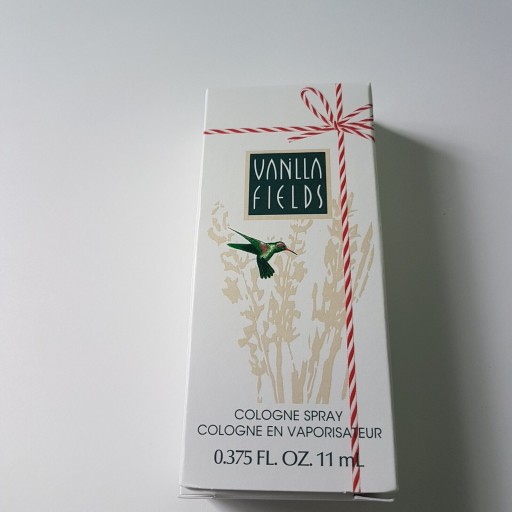 VANiLLA
FIELDS
COLOGNE SPRAY
COLOGNE EN VAPORISATEUR
0.375 FL. OZ. 11 mL